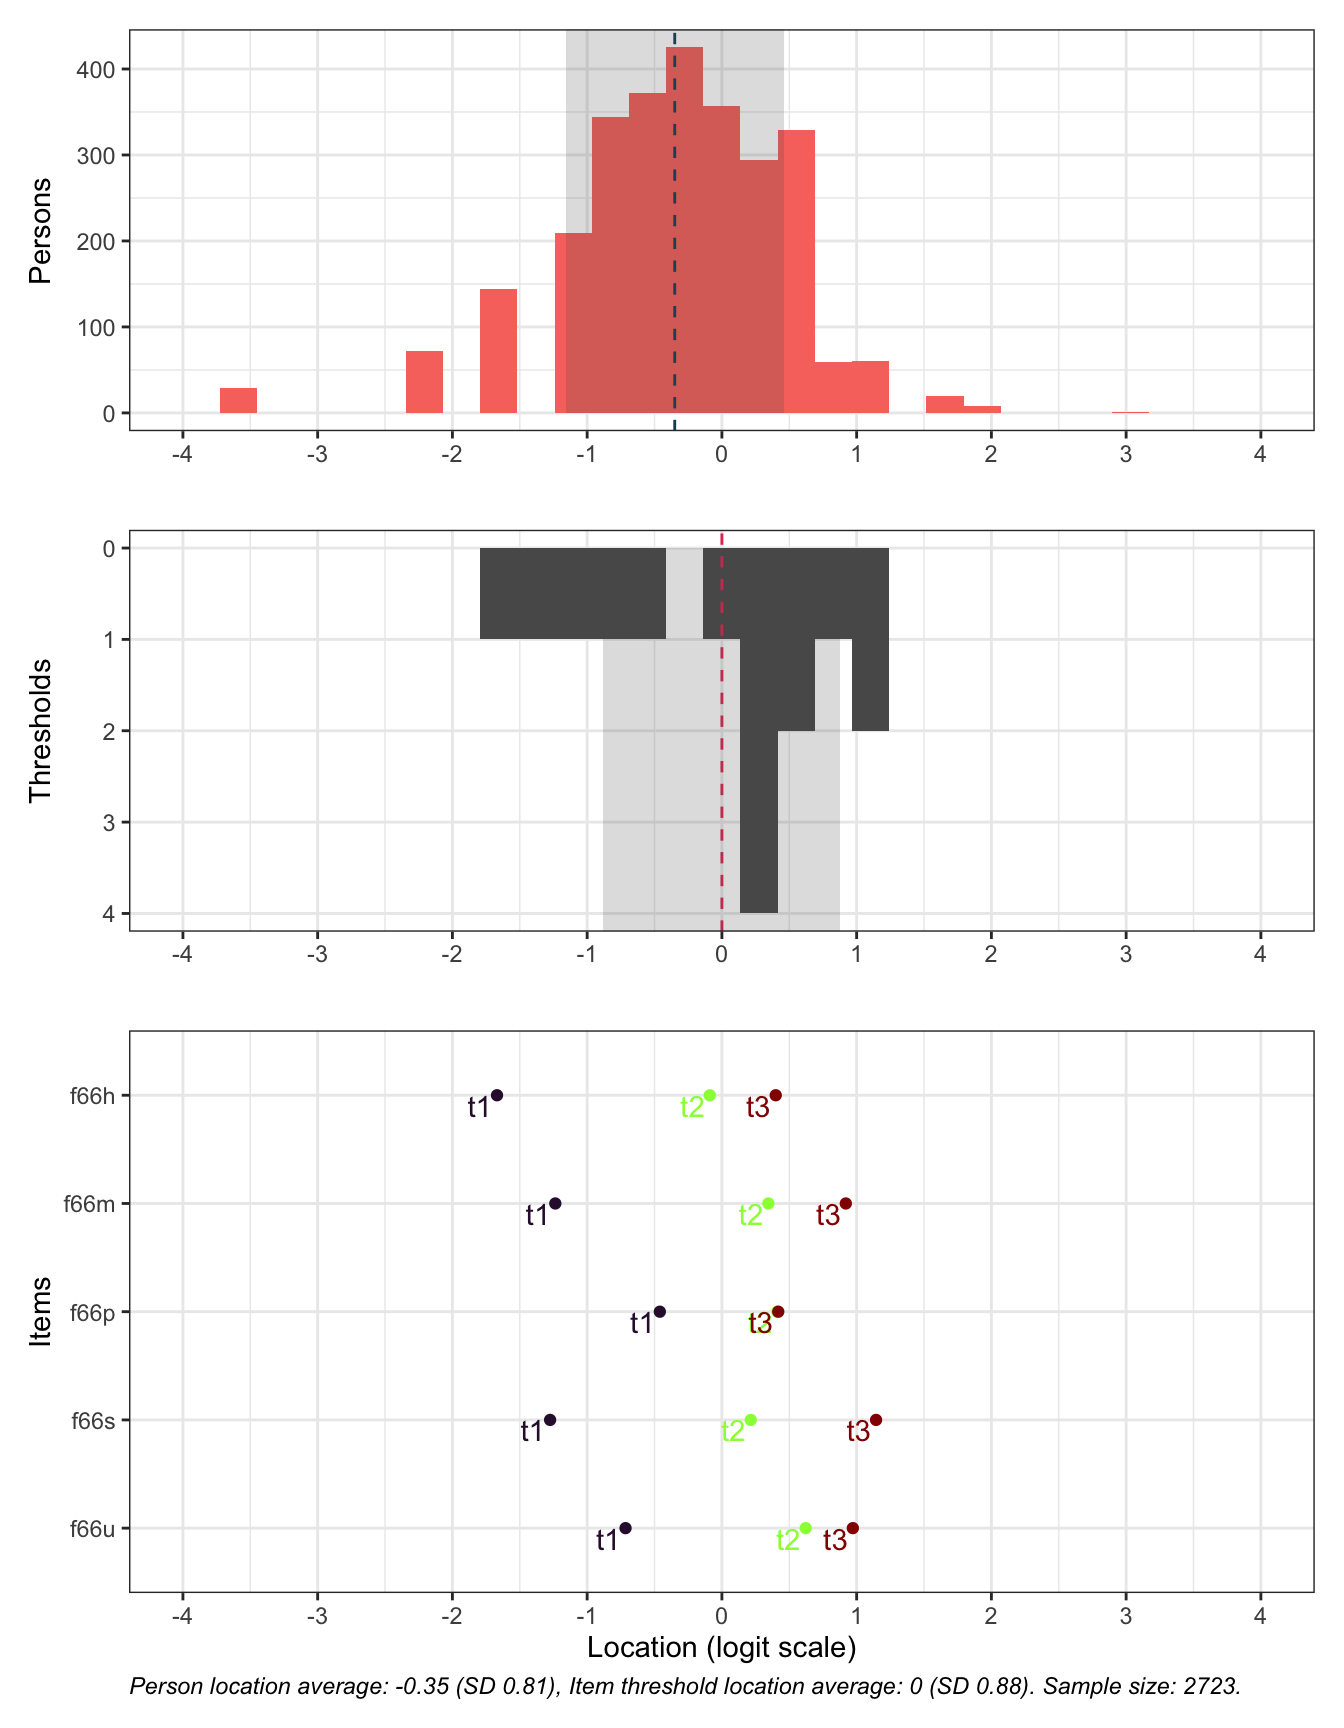 Persons
400
300
200
100
0
-4 -3 -2 -1 0 1 2 3 4
Thresholds
0
1
2
3
4
-4 -3 -2 -1 0 1 2 3 4
Items
f66h t1 t2 t3
f66m t1 t2 t3
f66p t1 t3
f66s t1 t2 t3
f66u t1 t2 t3
-4 -3 -2 -1 0 1 2 3 4
Location (logit scale)
Person location average: -0.35 (SD 0.81), Item threshold location average: 0 (SD 0.88). Sample size: 2723.